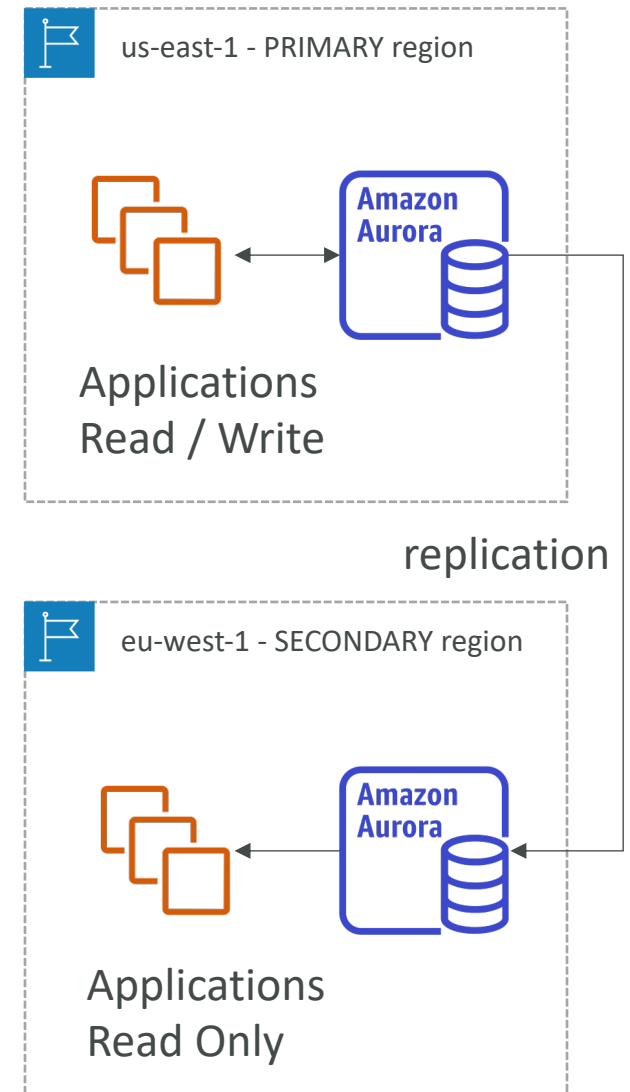 us-east-1 - PRIMARY region
Amazon
Aurora
Applications
Read / Write
replication
eu-west-1 - SECONDARY region
Amazon
Aurora
Applications
Read Only